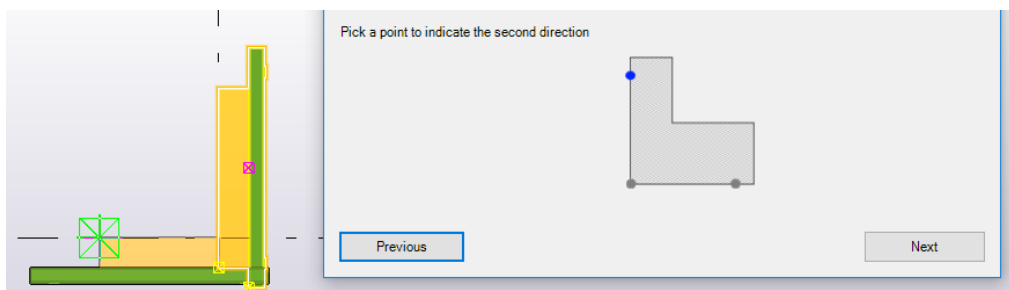 Pick a point to indicate the second direction
Previous
Next